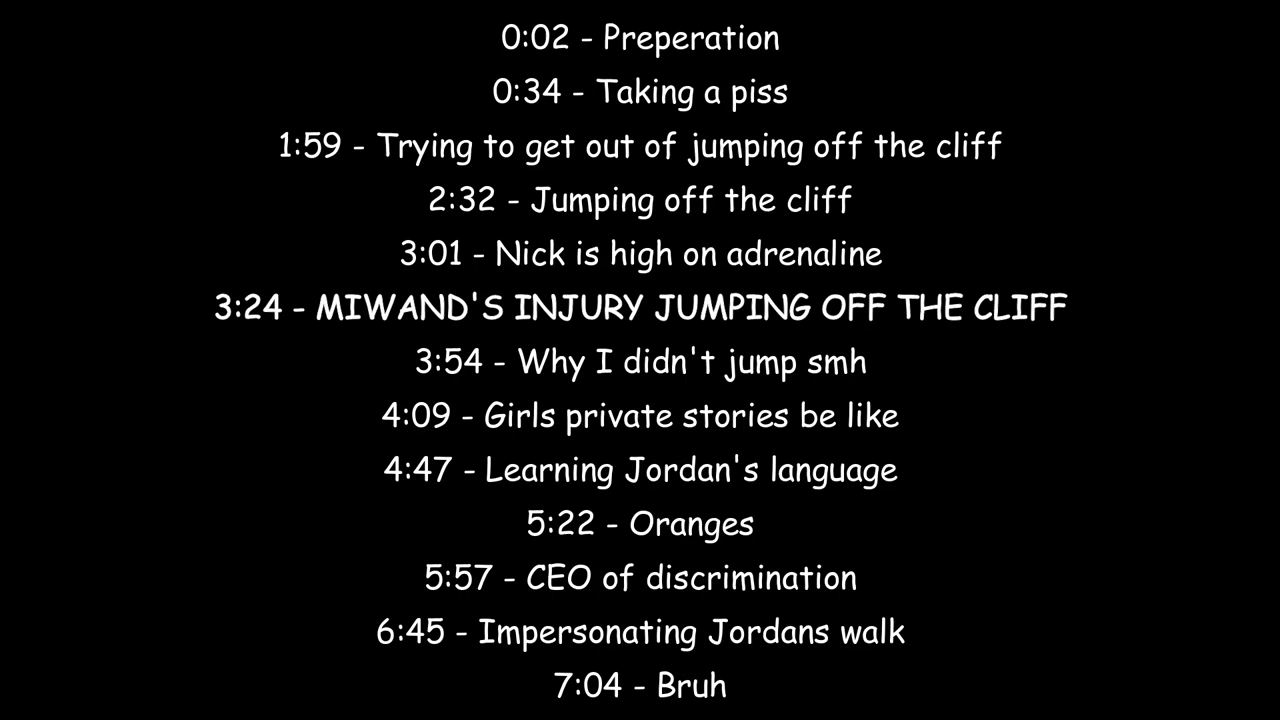 0:02 - Preperation
0:34 - Taking a piss
1:59 - Trying to get out of jumping off the cliff
2:32 - Jumping off the cliff
3:01 - Nick is high on adrenaline
3:24 - MIWAND'S INJURY JUMPING OFF THE CLIFF
3:54 - Why I didn't jump smh
4:09 - Girls private stories be like
4:47 - Learning Jordan's language
5:22 - Oranges
5:57 - CEO of discrimination
6:45 - Impersonating Jordans walk
7:04 - Bruh